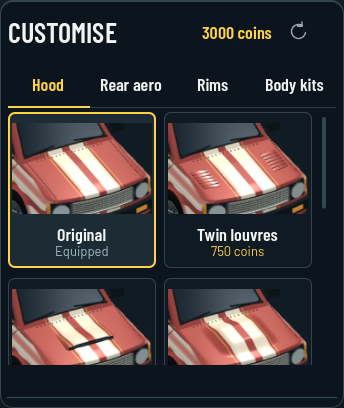 CUSTOMISE
3000 coins
Hood
Rear aero
Rims
Body kits
Original
Equipped
Twin louvres
750 coins